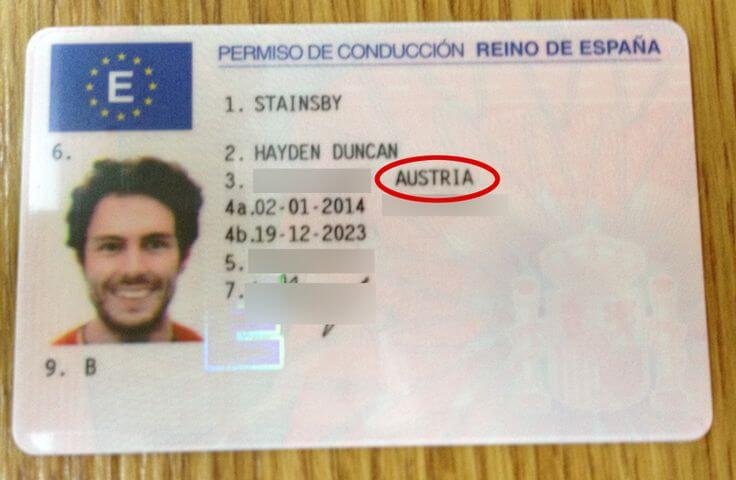 E
PERMISO DE CONDUCCIÓN REINO DE ESPAÑA
1. STAINSBY
2. HAYDEN DUNCAN
3. AUSTRIA
4a.02-01-2014
4b.19-12-2023
5.
7.
6.
9. B